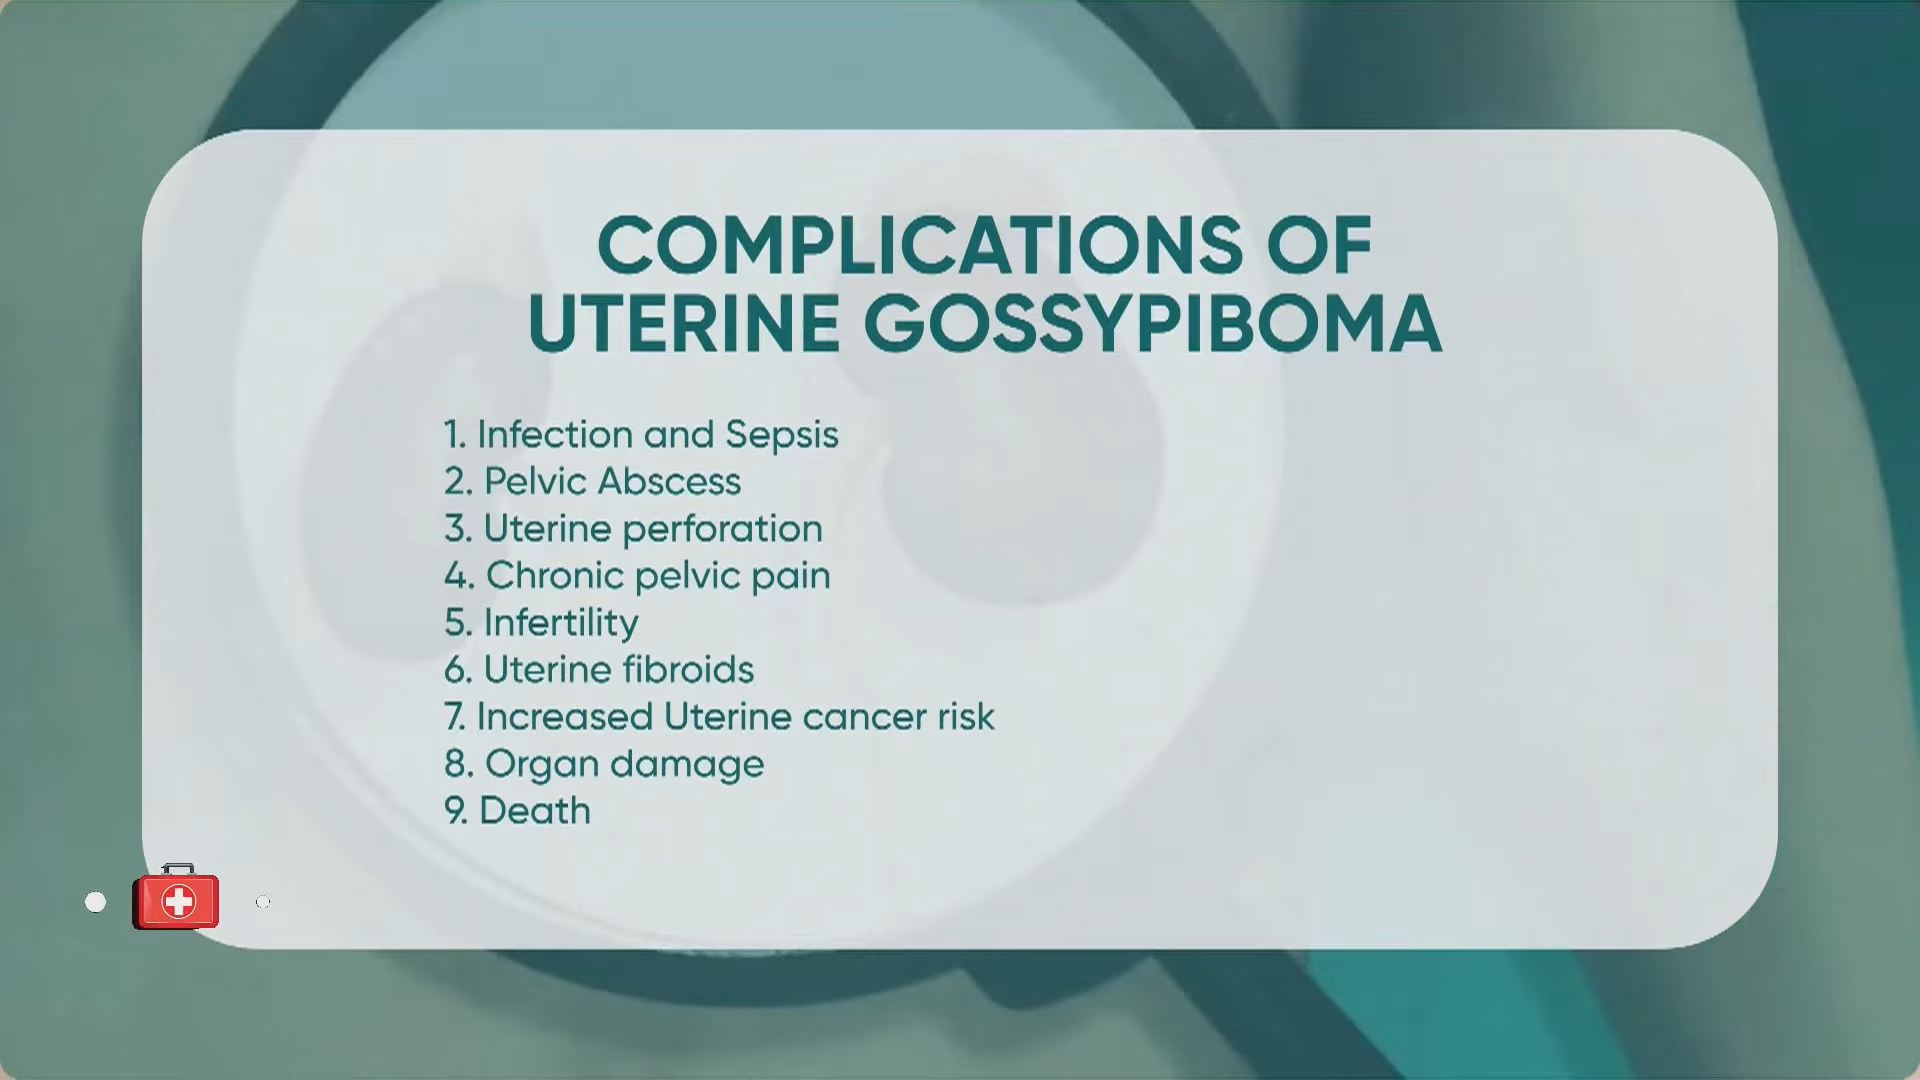 COMPLICATIONS OF
UTERINE GOSSYPIBOMA
1. Infection and Sepsis
2. Pelvic Abscess
3. Uterine perforation
4. Chronic pelvic pain
5. Infertility
6. Uterine fibroids
7. Increased Uterine cancer risk
8. Organ damage
9. Death